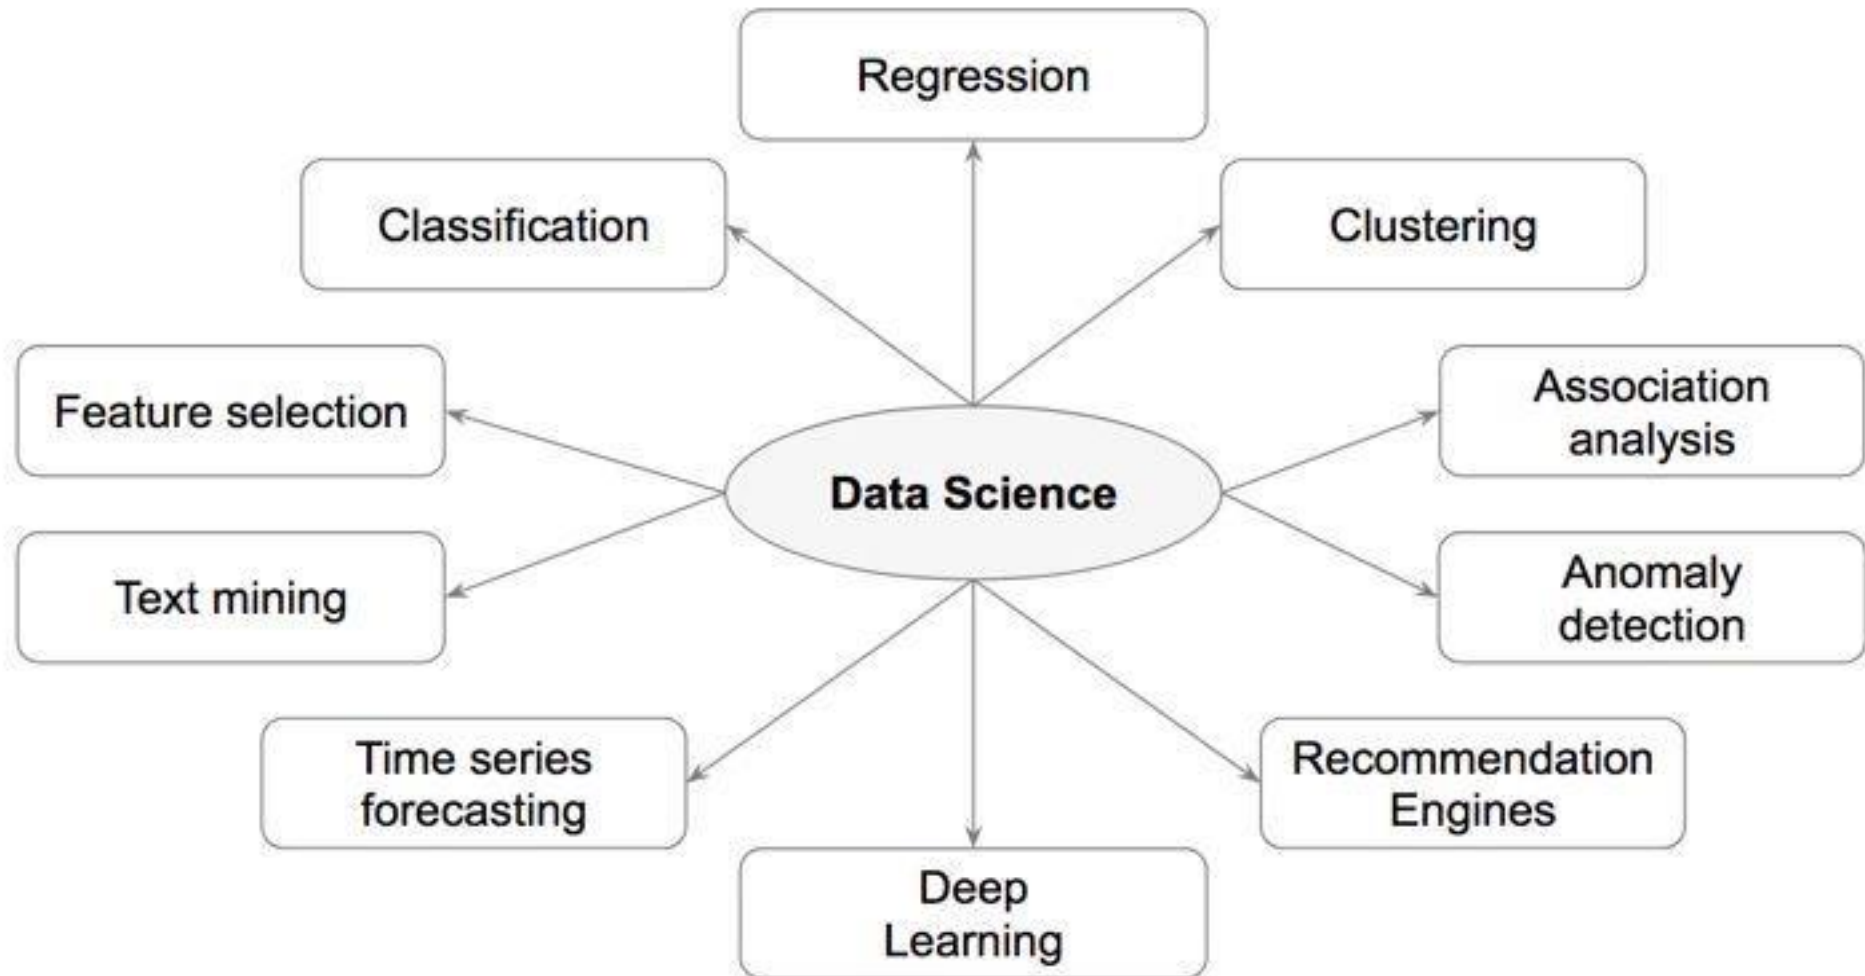 Regression
Classification
Clustering
Feature selection
Association
analysis
Data Science
Text mining
Anomaly
detection
Time series
forecasting
Recommendation
Engines
Deep
Learning